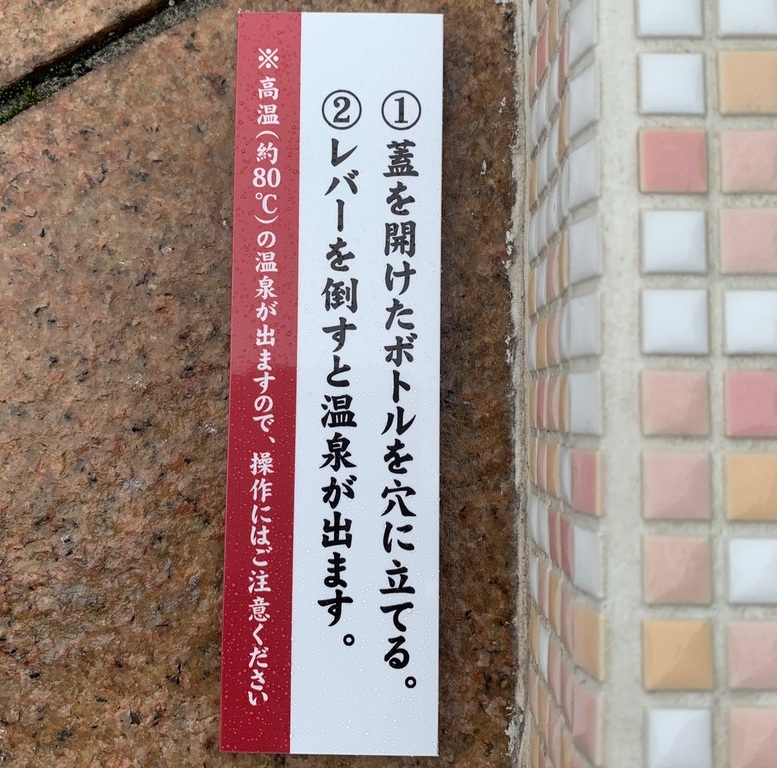 ①蓋を開けたボトルを穴に立てる。
②レバーを倒すと温泉が出ます。
※高温（約80℃）の温泉が出ますので、操作にはご注意ください